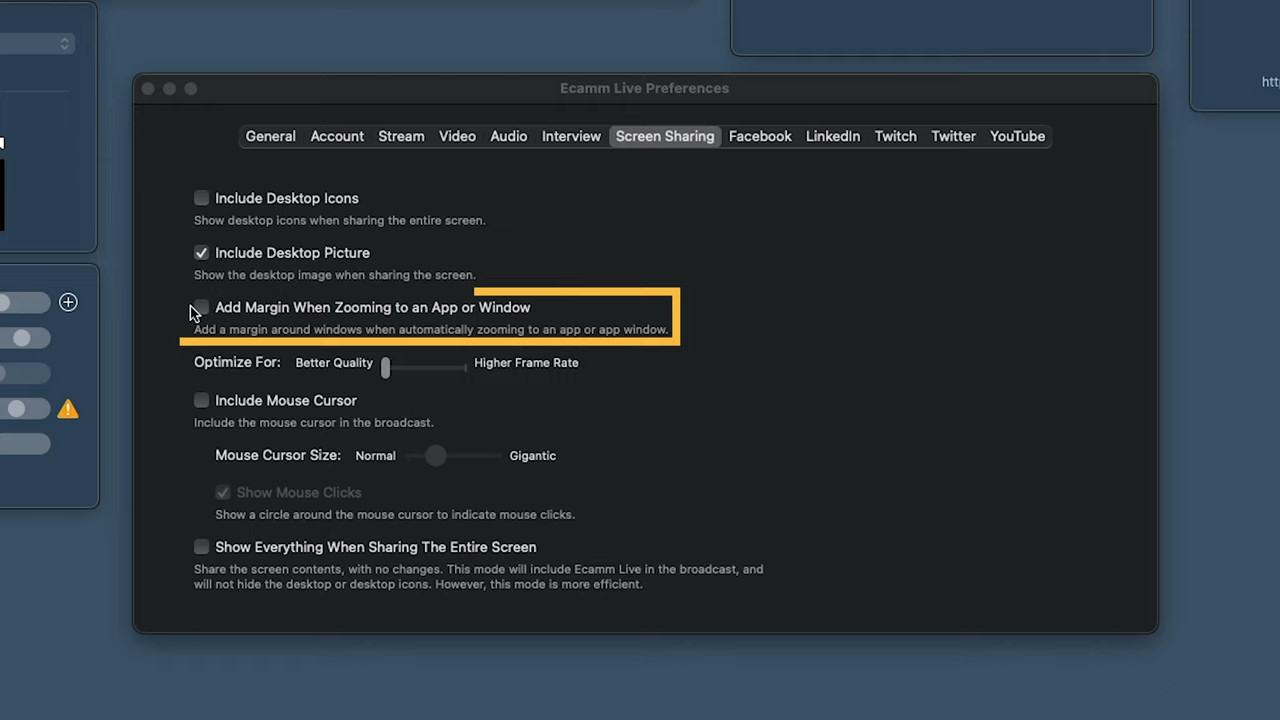 htt
Ecamm Live Preferences
General Account Stream Video Audio Interview Screen Sharing Facebook LinkedIn Twitch Twitter YouTube
Include Desktop Icons
Show desktop icons when sharing the entire screen.
Include Desktop Picture
Show the desktop image when sharing the screen.
Add Margin When Zooming to an App or Window
Add a margin around windows when automatically zooming to an app or app window.
Optimize For: Better Quality Higher Frame Rate
Include Mouse Cursor
Include the mouse cursor in the broadcast.
Mouse Cursor Size: Normal Gigantic
Show Mouse Clicks
Show a circle around the mouse cursor to indicate mouse clicks.
Show Everything When Sharing The Entire Screen
Share the screen contents, with no changes. This mode will include Ecamm Live in the broadcast, and
will not hide the desktop or desktop icons. However, this mode is more efficient.